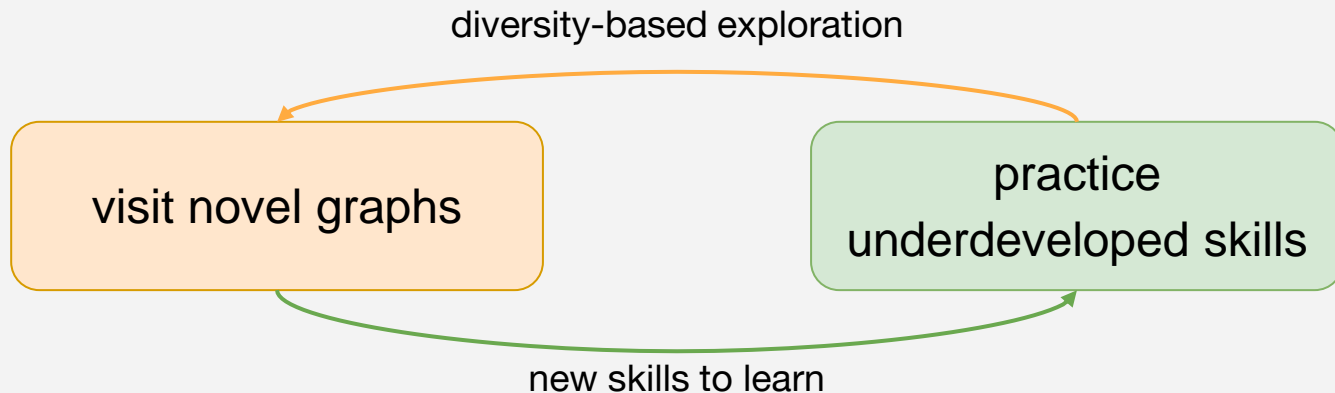 diversity-based exploration
visit novel graphs
practice
underdeveloped skills
new skills to learn